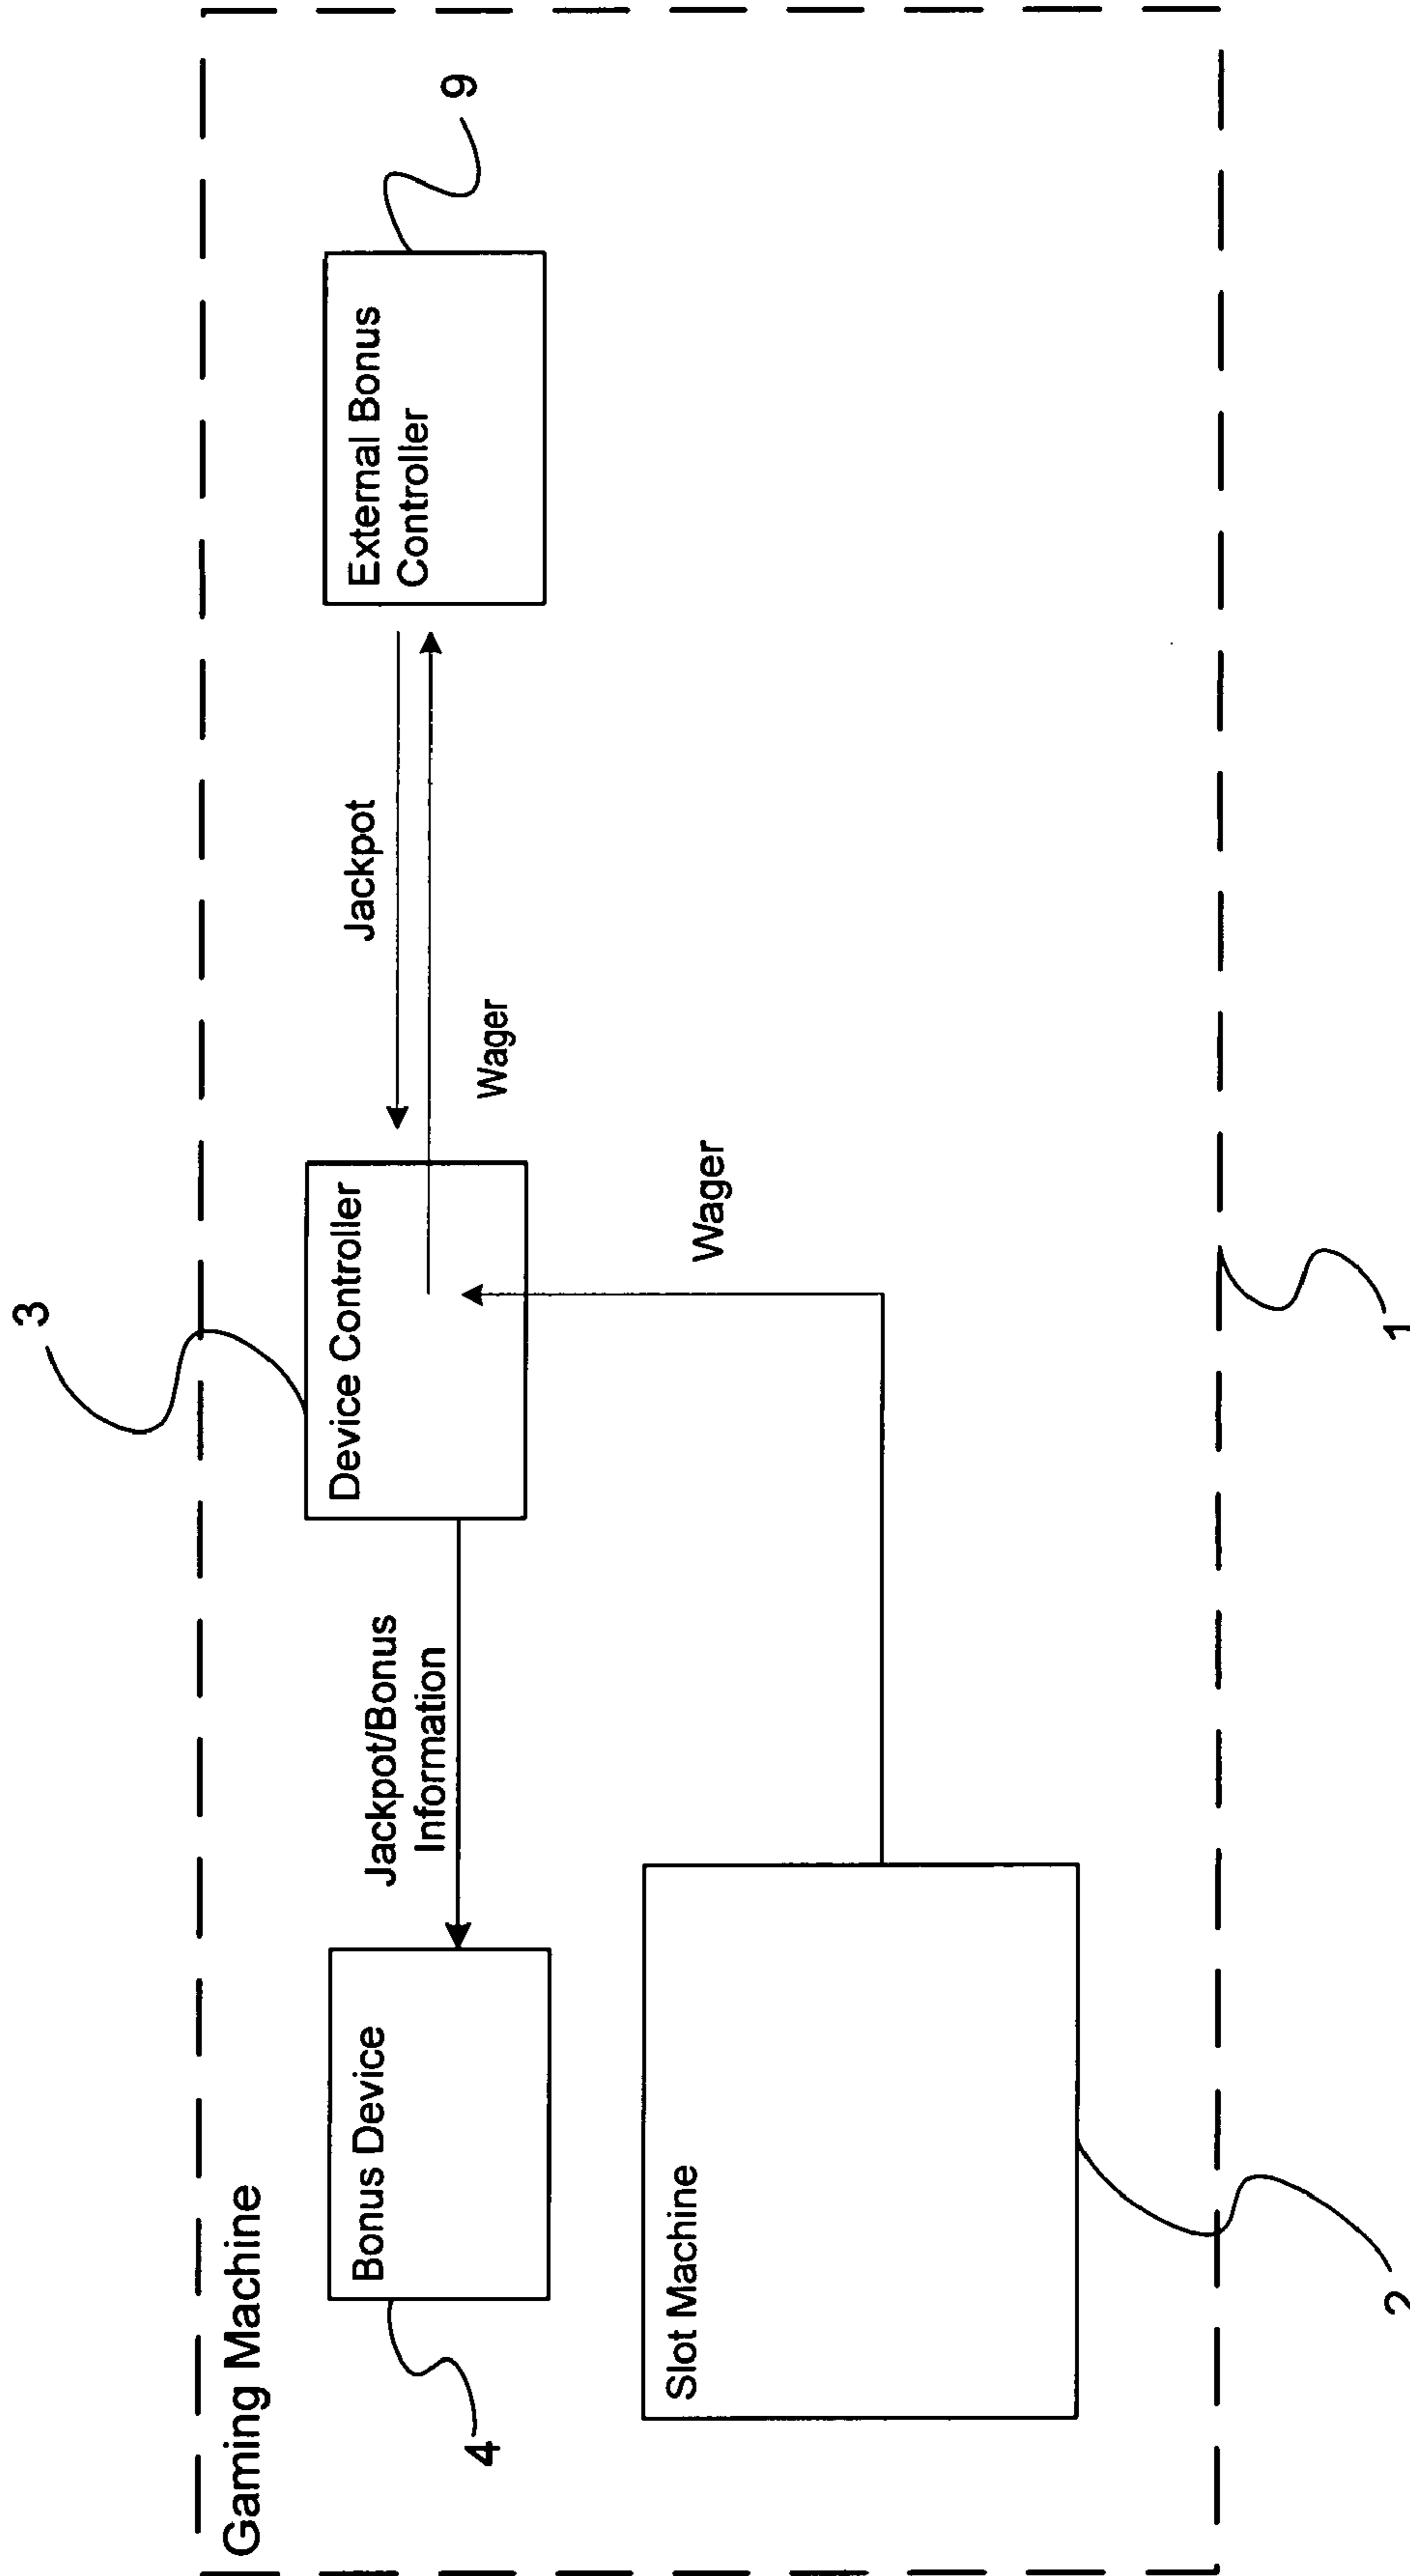 Gaming Machine
3
Bonus Device
4
Jackpot/Bonus
Information
Device Controller
Jackpot
Wager
External Bonus
Controller
9
Slot Machine
Wager
2
1